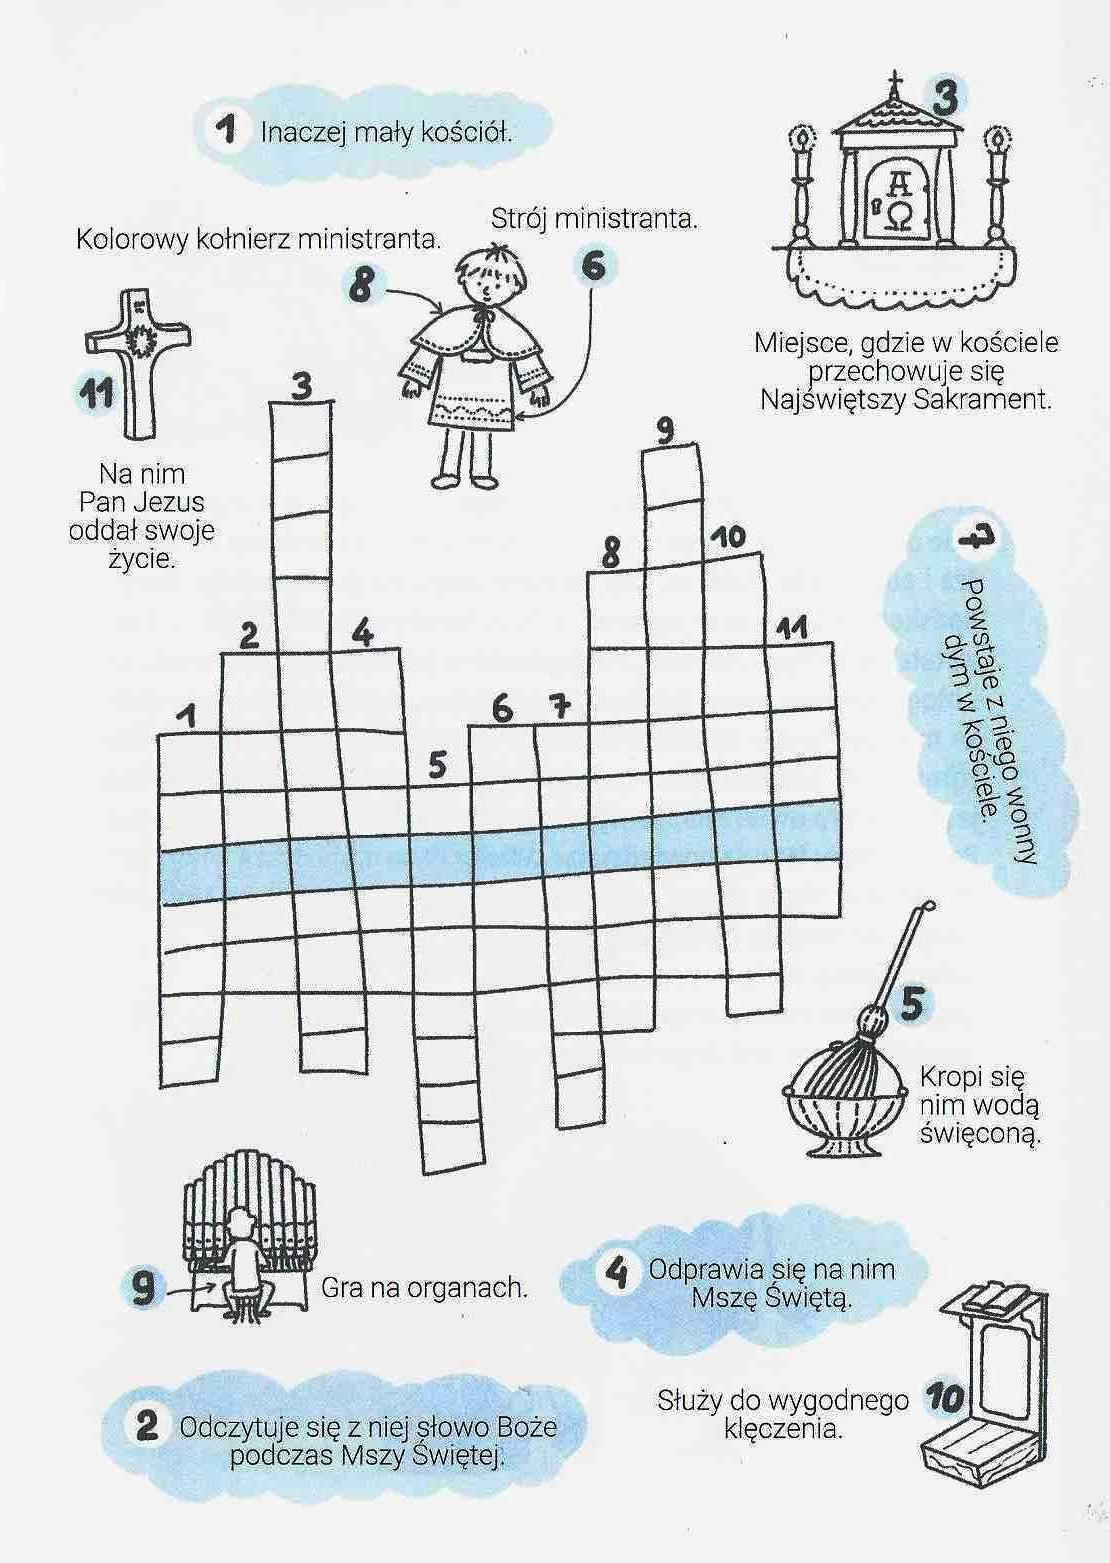 1 Inaczej mały kościół.
3
Strój ministranta.
Kolorowy kołnierz ministranta.
8
6
Miejsce, gdzie w kościele
przechowuje się
Najświętszy Sakrament.
11
Na nim
Pan Jezus
oddał swoje
życie.
3
9
8
10
2
4
11
1
6
7
5
7
Powstaje z niego wonny
dym w kościele.
5
Kropi się
nim wodą
święconą.
9
Gra na organach.
4 Odprawia się na nim
Mszę Świętą.
Służy do wygodnego
klęczenia.
10
2 Odczytuje się z niej słowo Boże
podczas Mszy Świętej.